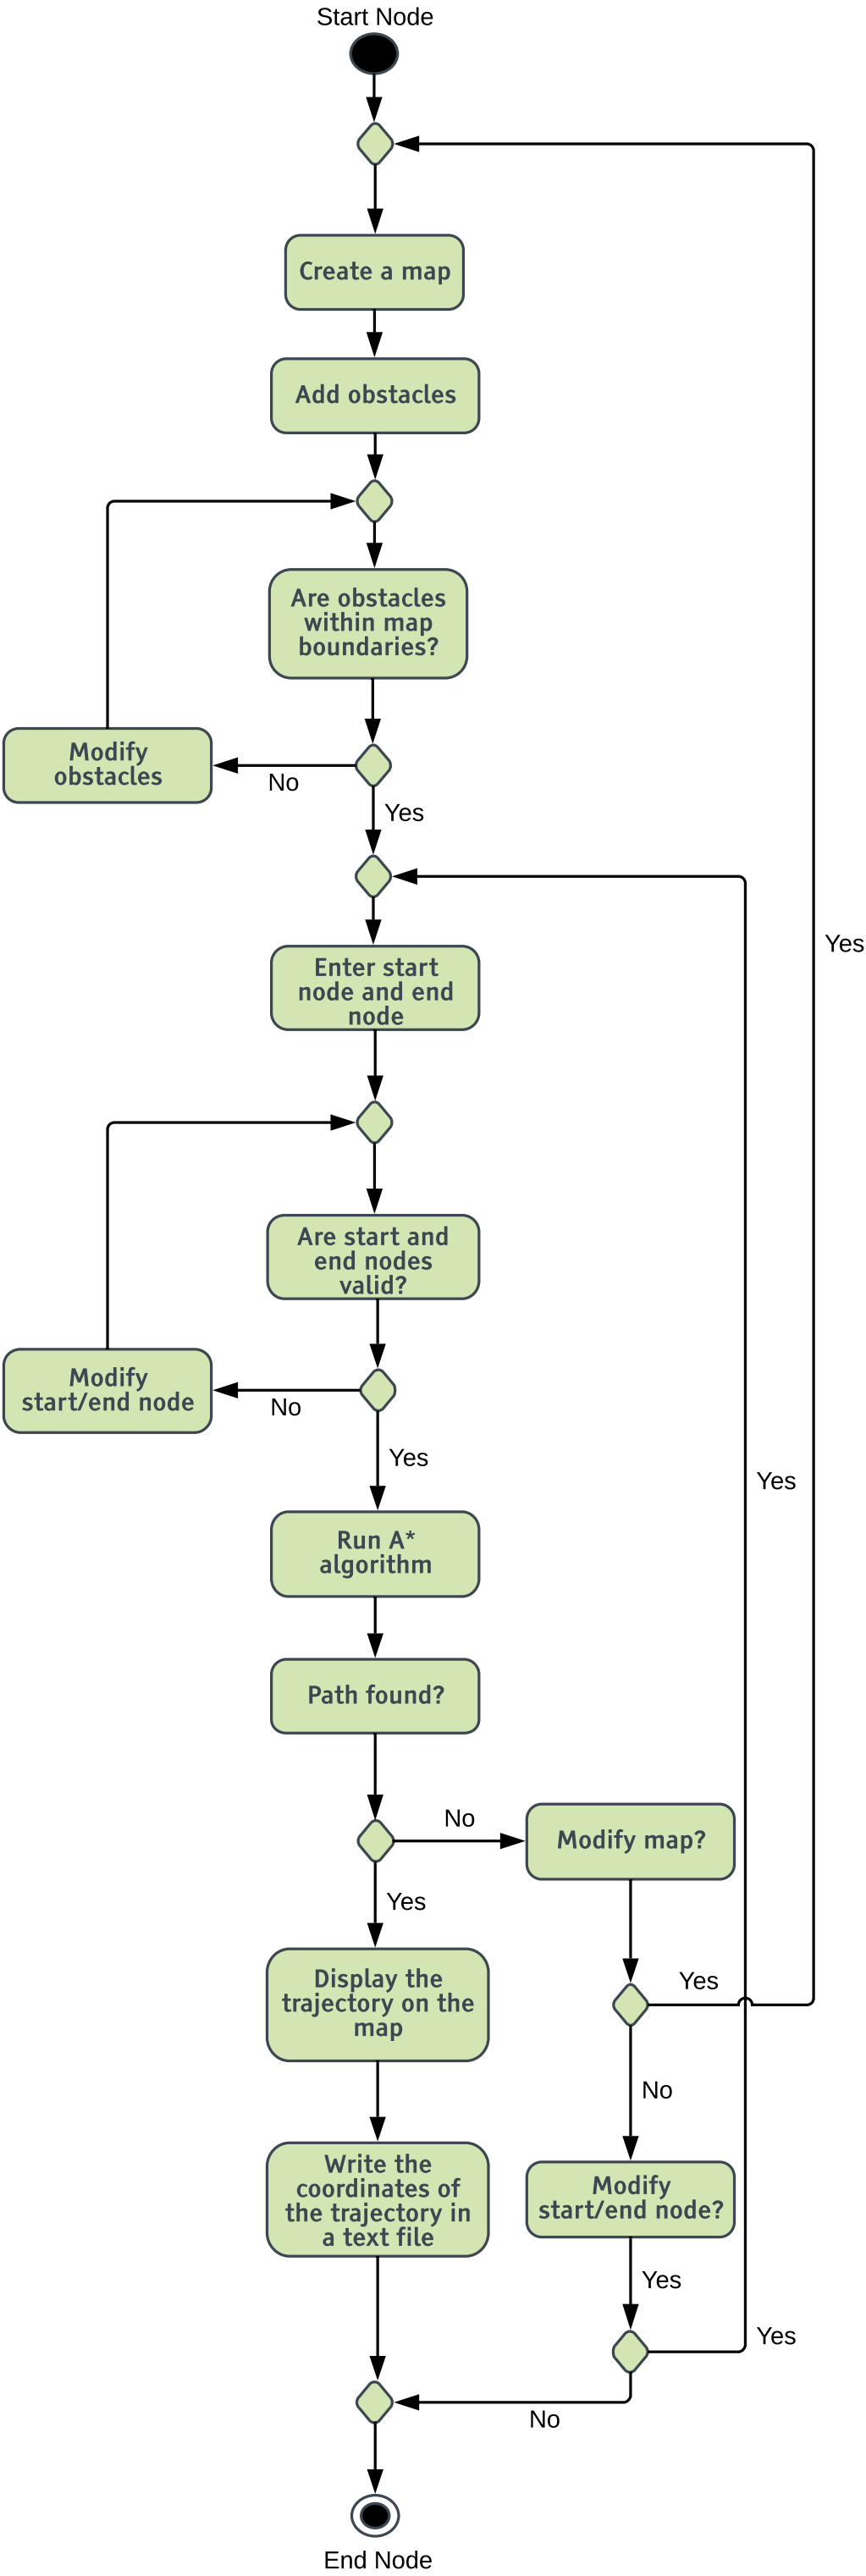 Start Node
Create a map
Add obstacles
Are obstacles
within map
boundaries?
Modify
obstacles
No
Yes
Enter start
node and end
node
Yes
Are start and
end nodes
valid?
Modify
start/end node
No
Yes
Yes
Run A*
algorithm
Path found?
No
Modify map?
Yes
Display the
trajectory on the
map
Yes
No
Write the
coordinates of
the trajectory in
a text file
Modify
start/end node?
Yes
Yes
No
End Node